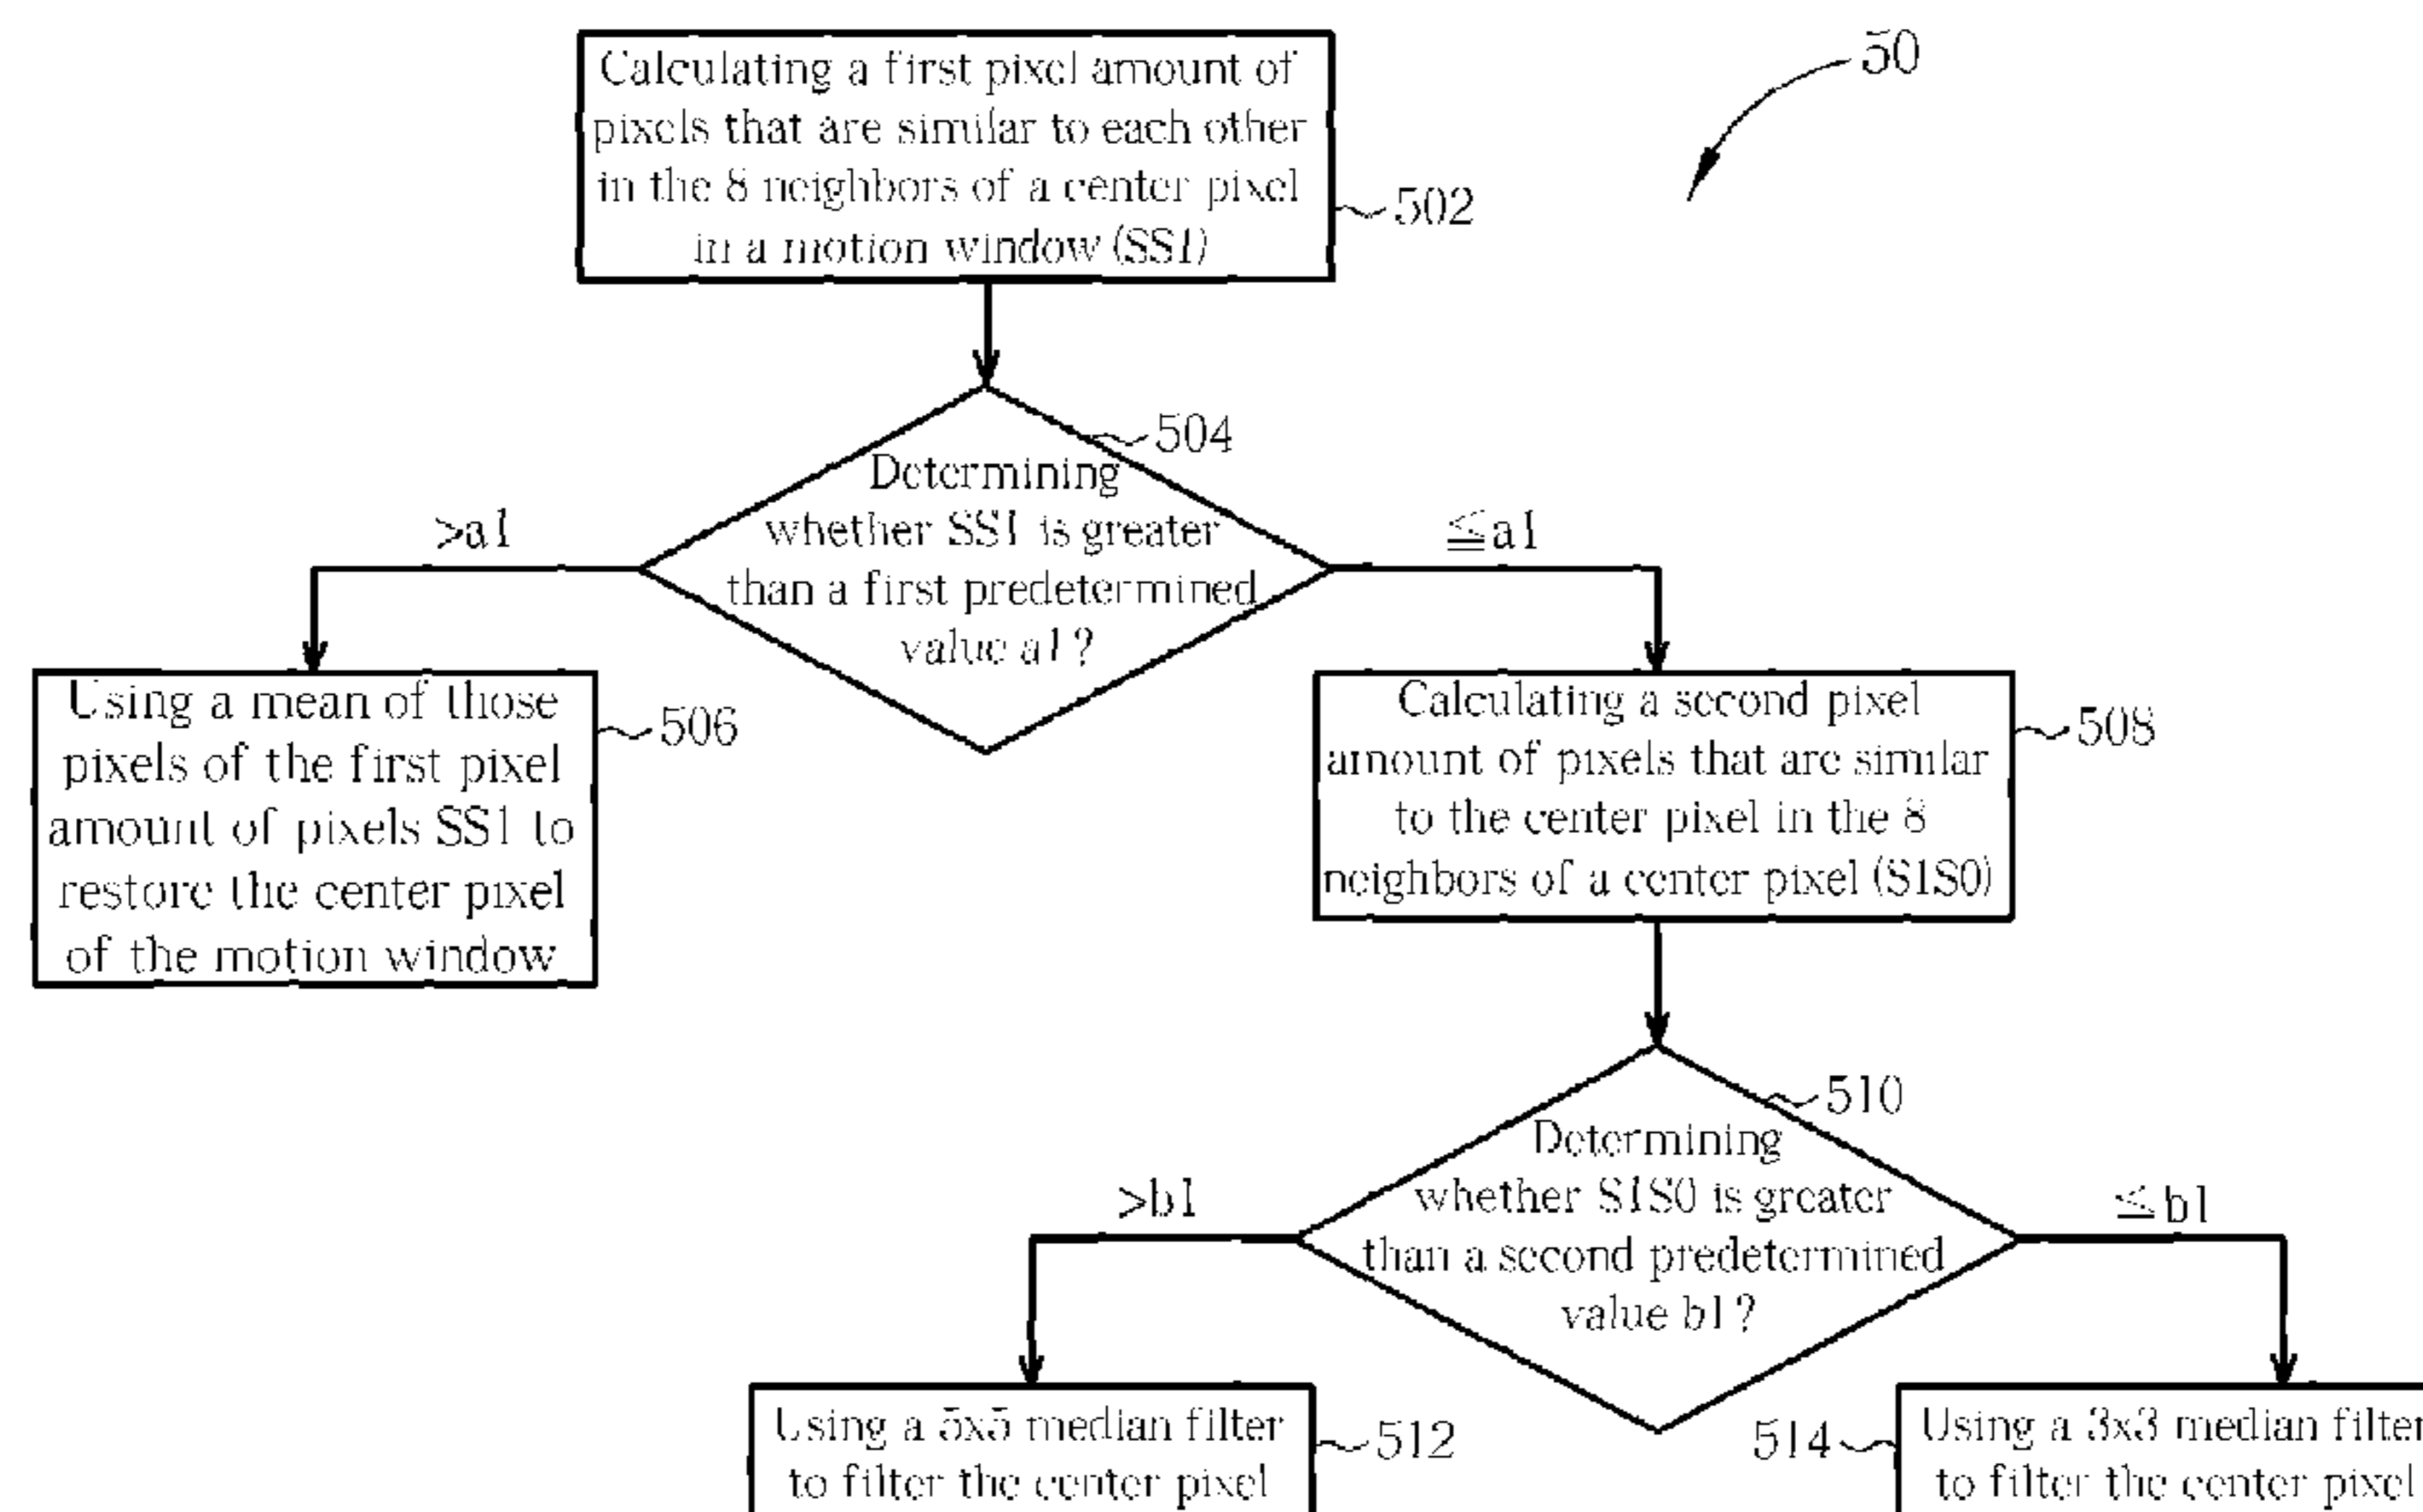 Calculating a first pixel amount of
pixels that are similar to each other
in the 8 neighbors of a center pixel
in a motion window (SS1)
50
502
504
Determining
whether SS1 is greater
than a first predetermined
value a1?
>a1
≦a1
Using a mean of those
pixels of the first pixel
amount of pixels SS1 to
restore the center pixel
of the motion window
506
Calculating a second pixel
amount of pixels that are similar
to the center pixel in the 8
neighbors of a center pixel (S1S0)
508
510
Determining
whether S1S0 is greater
than a second predetermined
value b1?
>b1
≤b1
Using a 5x5 median filter
to filter the center pixel
512
514
Using a 3x3 median filter
to filter the center pixel